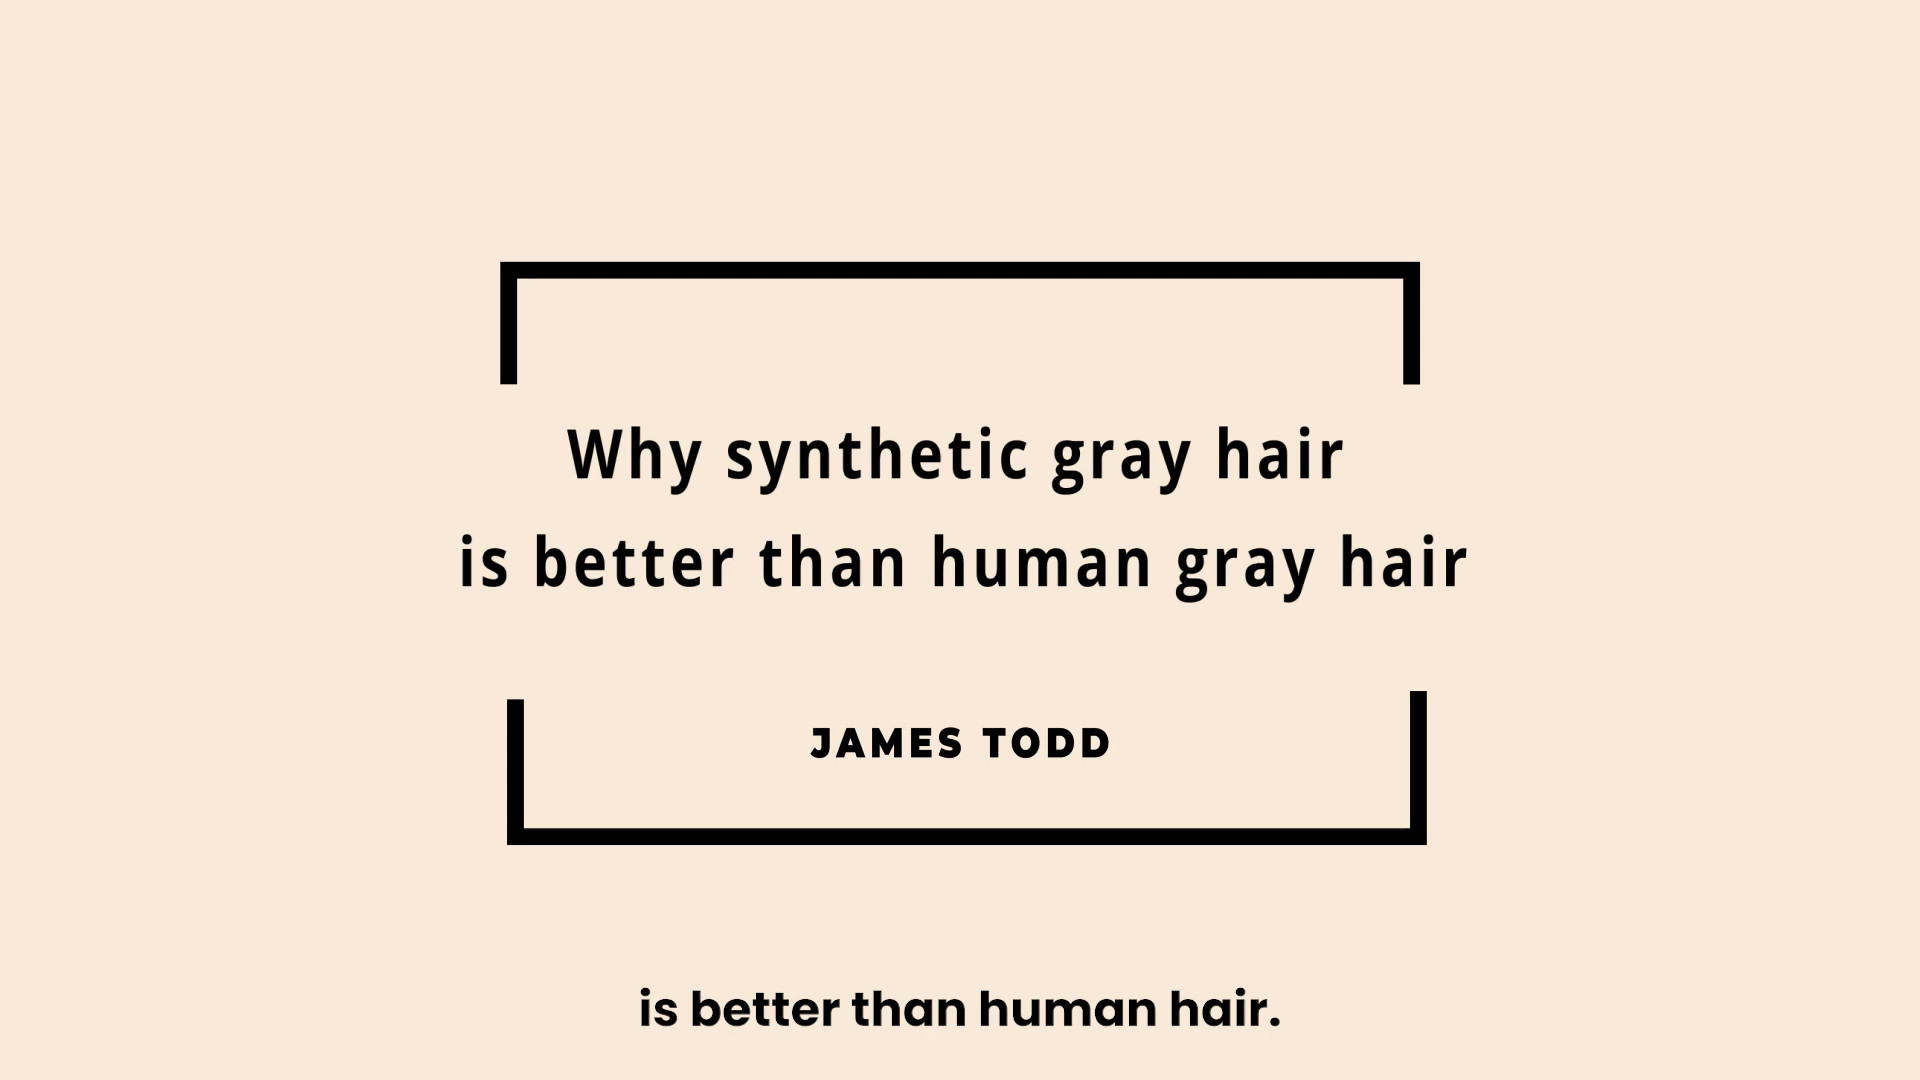 Why synthetic gray hair
is better than human gray hair
JAMES TODD
is better than human hair.